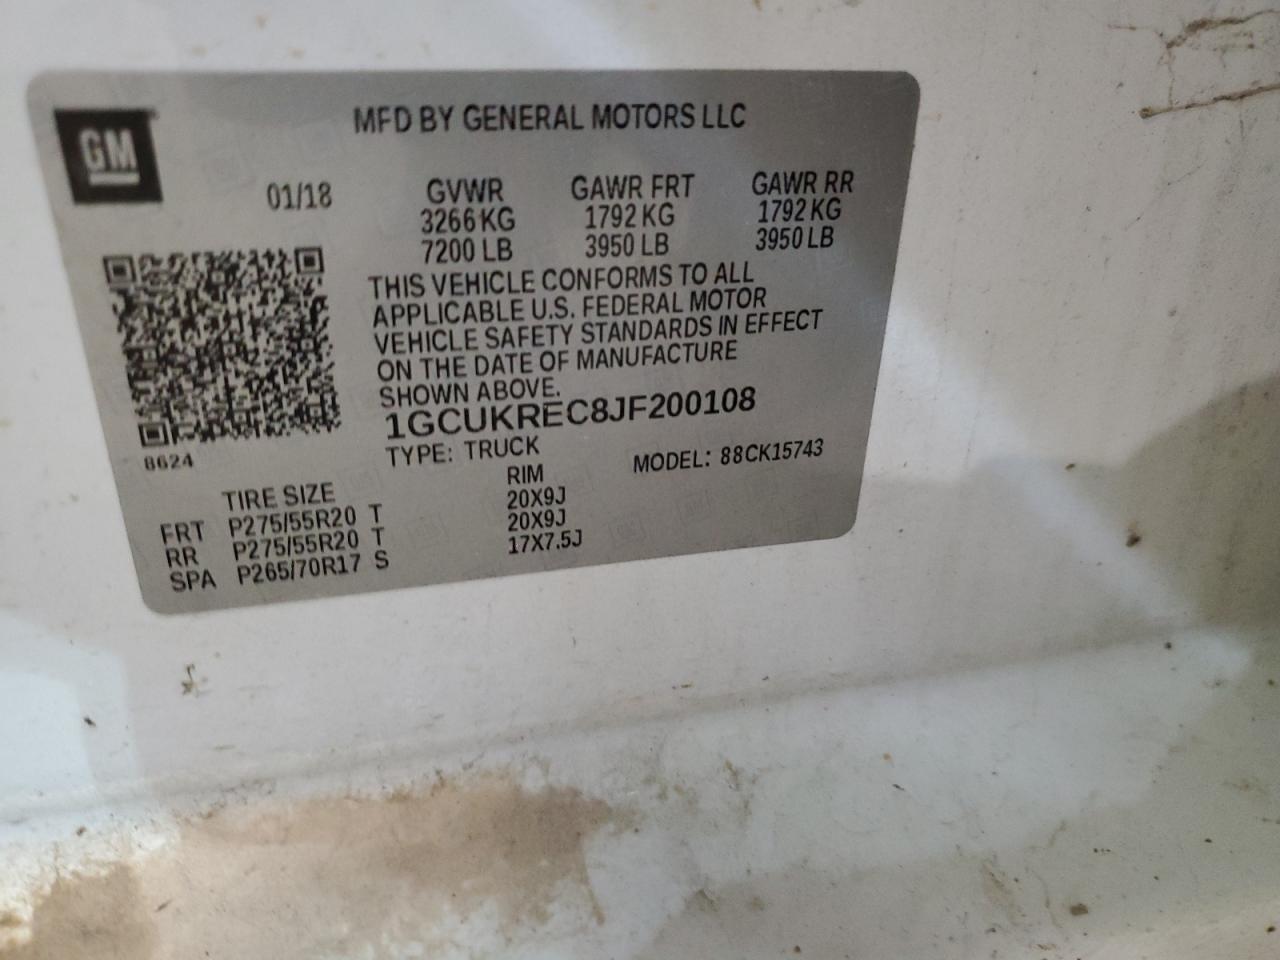 GM
MFD BY GENERAL MOTORS LLC
01/18 GVWR GAWR FRT GAWR RR
3266 KG 1792 KG 1792 KG
7200 LB 3950 LB 3950 LB
THIS VEHICLE CONFORMS TO ALL
APPLICABLE U.S. FEDERAL MOTOR
VEHICLE SAFETY STANDARDS IN EFFECT
ON THE DATE OF MANUFACTURE
SHOWN ABOVE.
1GCUKREC8JF200108
8624
TYPE: TRUCK MODEL: 88CK15743
TIRE SIZE RIM
FRT P275/55R20 T 20X9J
RR P275/55R20 T 20X9J
SPA P265/70R17 S 17X7.5J